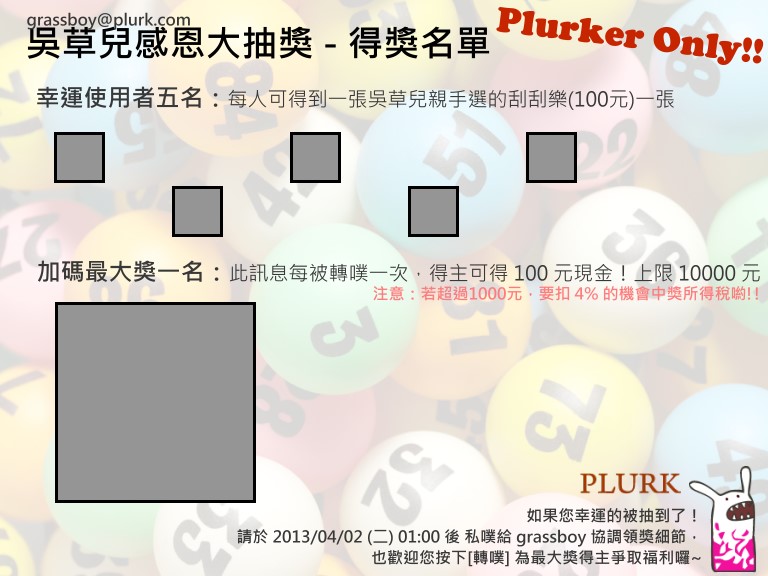 grassboy@plurk.com
吳草兒感恩大抽獎 - 得獎名單
Plurker Only!!
幸運使用者五名：每人可得到一張吳草兒親手選的刮刮樂(100元)一張
加碼最大獎一名：此訊息每被轉噗一次，得主可得 100 元現金！上限 10000 元
注意：若超過1000元，要扣 4% 的機會中獎所得稅喲!!
PLURK
如果您幸運的被抽到了！
請於 2013/04/02 (二) 01:00 後 私噗給 grassboy 協調領獎細節，
也歡迎您按下[轉噗] 為最大獎得主爭取福利囉~